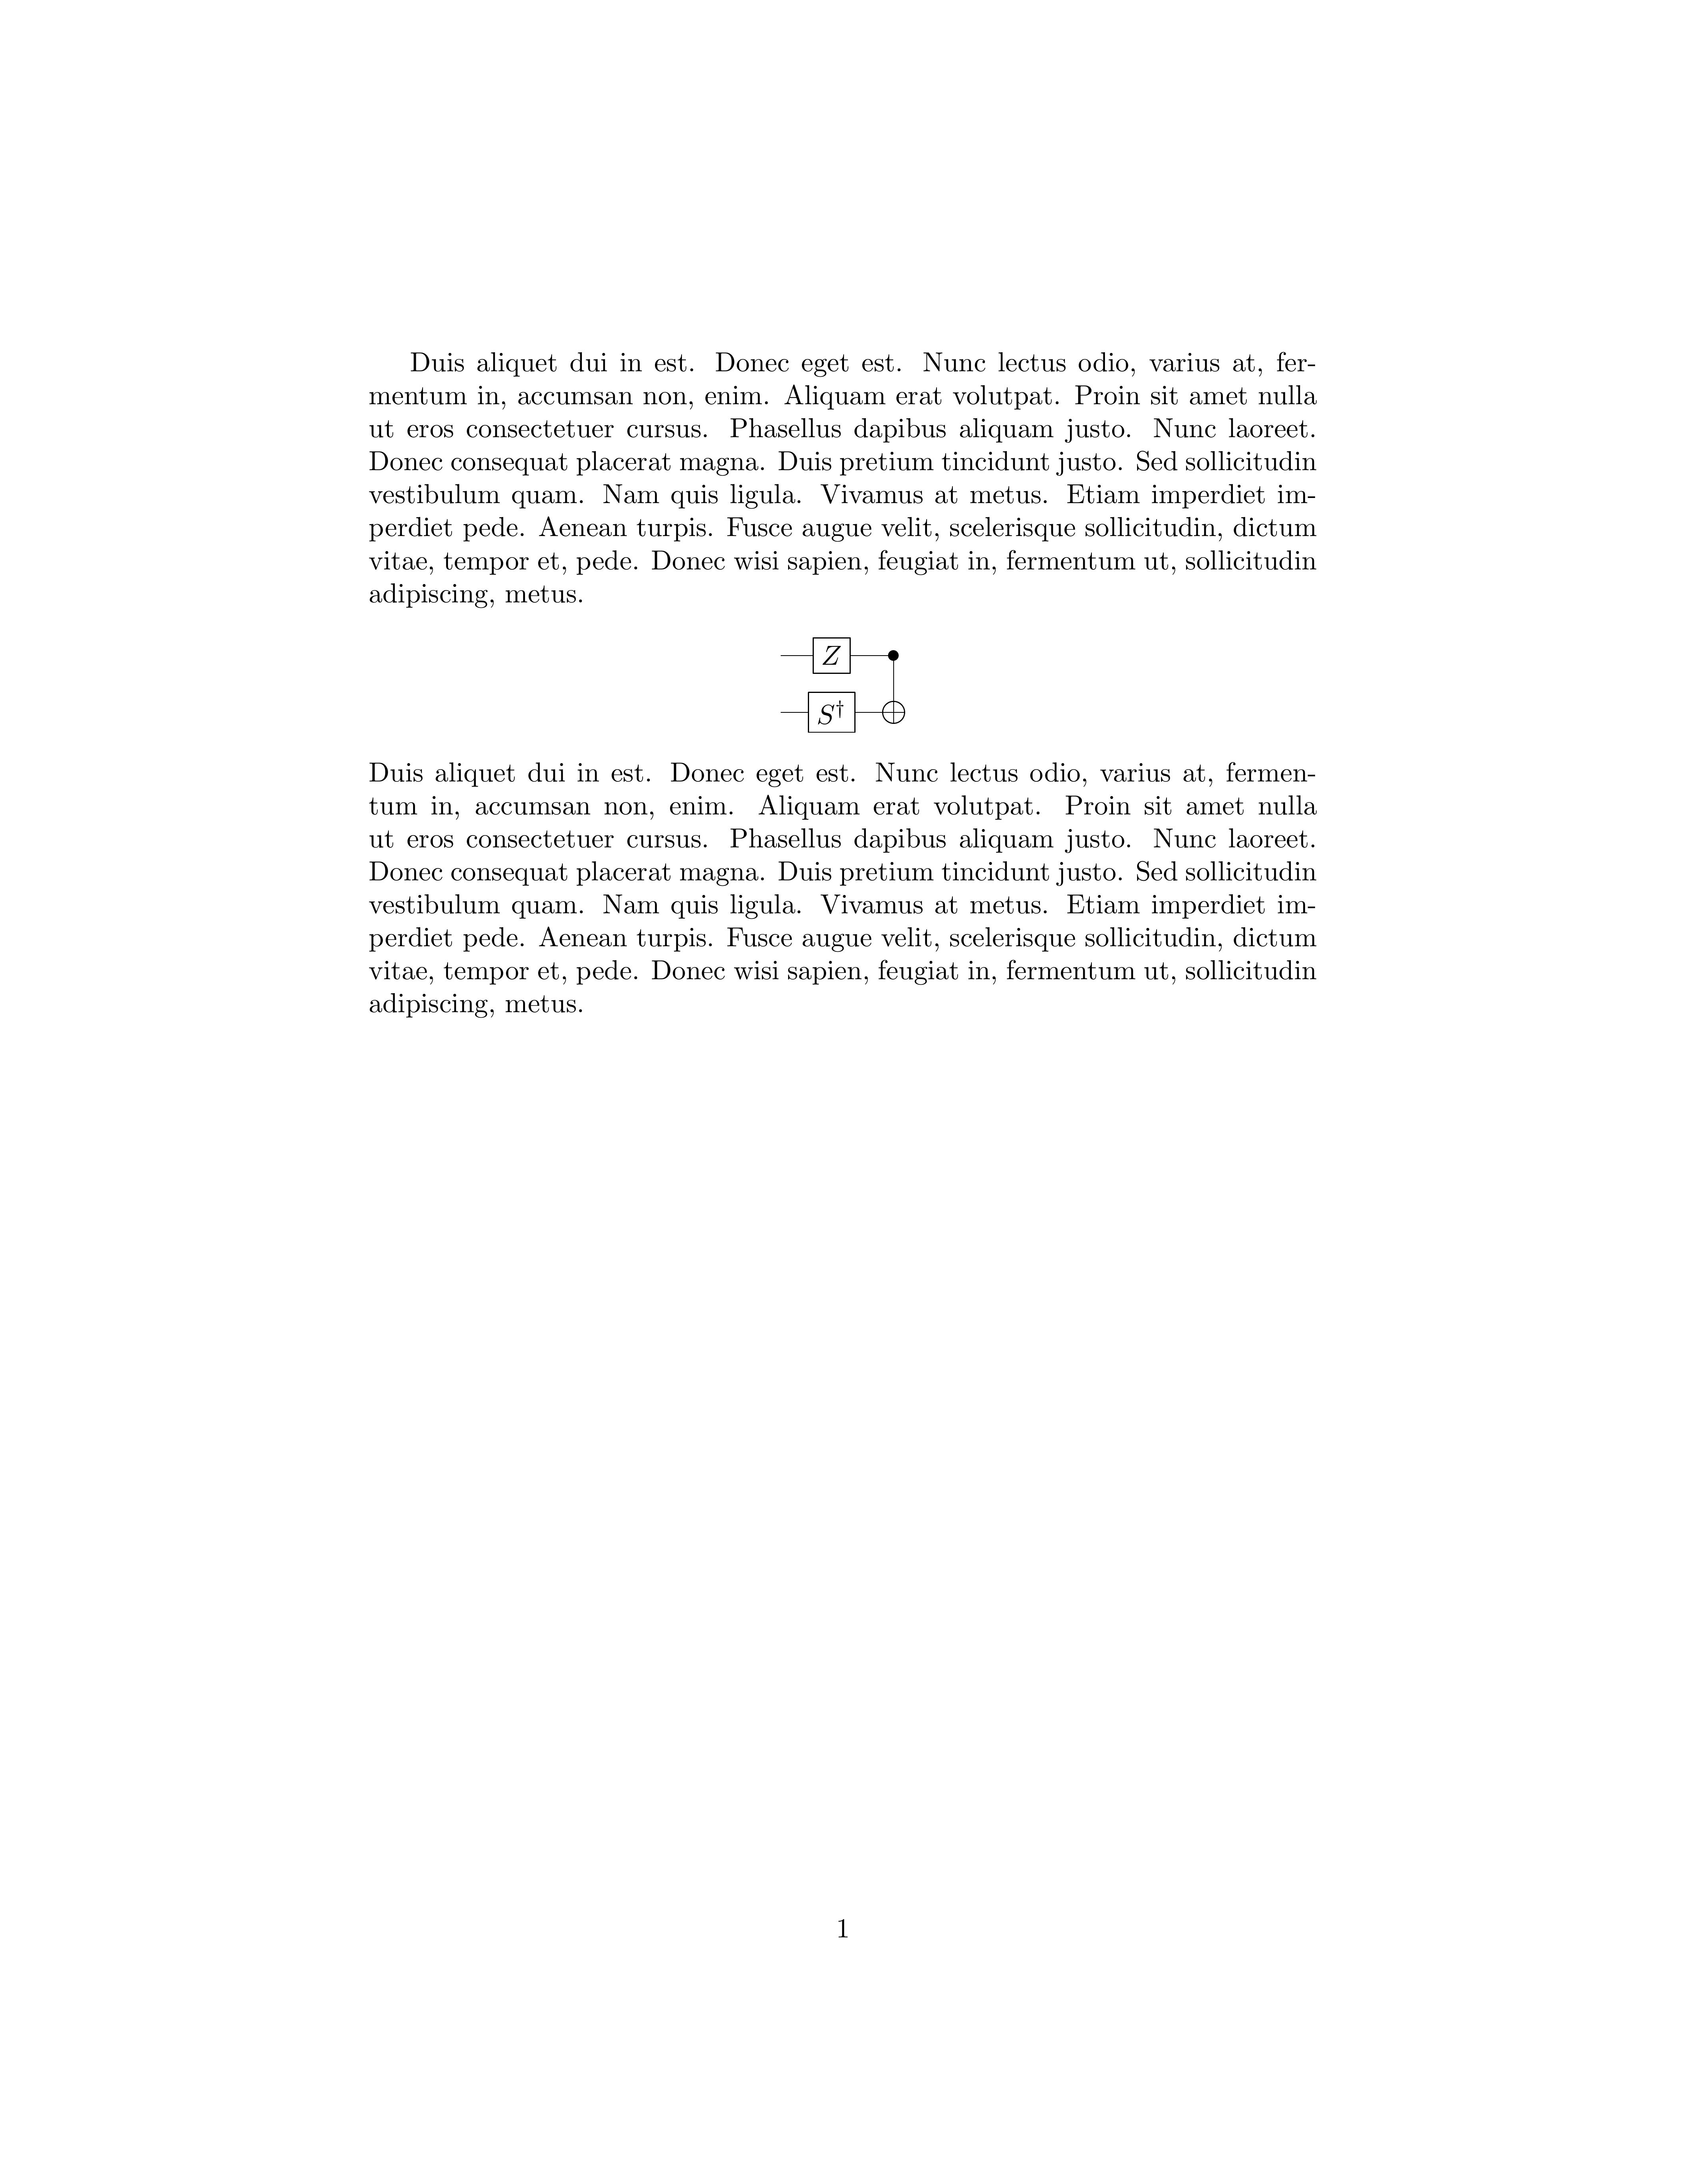 Duis aliquet dui in est. Donec eget est. Nunc lectus odio, varius at, fer-
mentum in, accumsan non, enim. Aliquam erat volutpat. Proin sit amet nulla
ut eros consectetuer cursus. Phasellus dapibus aliquam justo. Nunc laoreet.
Donec consequat placerat magna. Duis pretium tincidunt justo. Sed sollicitudin
vestibulum quam. Nam quis ligula. Vivamus at metus. Etiam imperdiet im-
perdiet pede. Aenean turpis. Fusce augue velit, scelerisque sollicitudin, dictum
vitae, tempor et, pede. Donec wisi sapien, feugiat in, fermentum ut, sollicitudin
adipiscing, metus.
Z
S†
Duis aliquet dui in est. Donec eget est. Nunc lectus odio, varius at, fermen-
tum in, accumsan non, enim. Aliquam erat volutpat. Proin sit amet nulla
ut eros consectetuer cursus. Phasellus dapibus aliquam justo. Nunc laoreet.
Donec consequat placerat magna. Duis pretium tincidunt justo. Sed sollicitudin
vestibulum quam. Nam quis ligula. Vivamus at metus. Etiam imperdiet im-
perdiet pede. Aenean turpis. Fusce augue velit, scelerisque sollicitudin, dictum
vitae, tempor et, pede. Donec wisi sapien, feugiat in, fermentum ut, sollicitudin
adipiscing, metus.
1